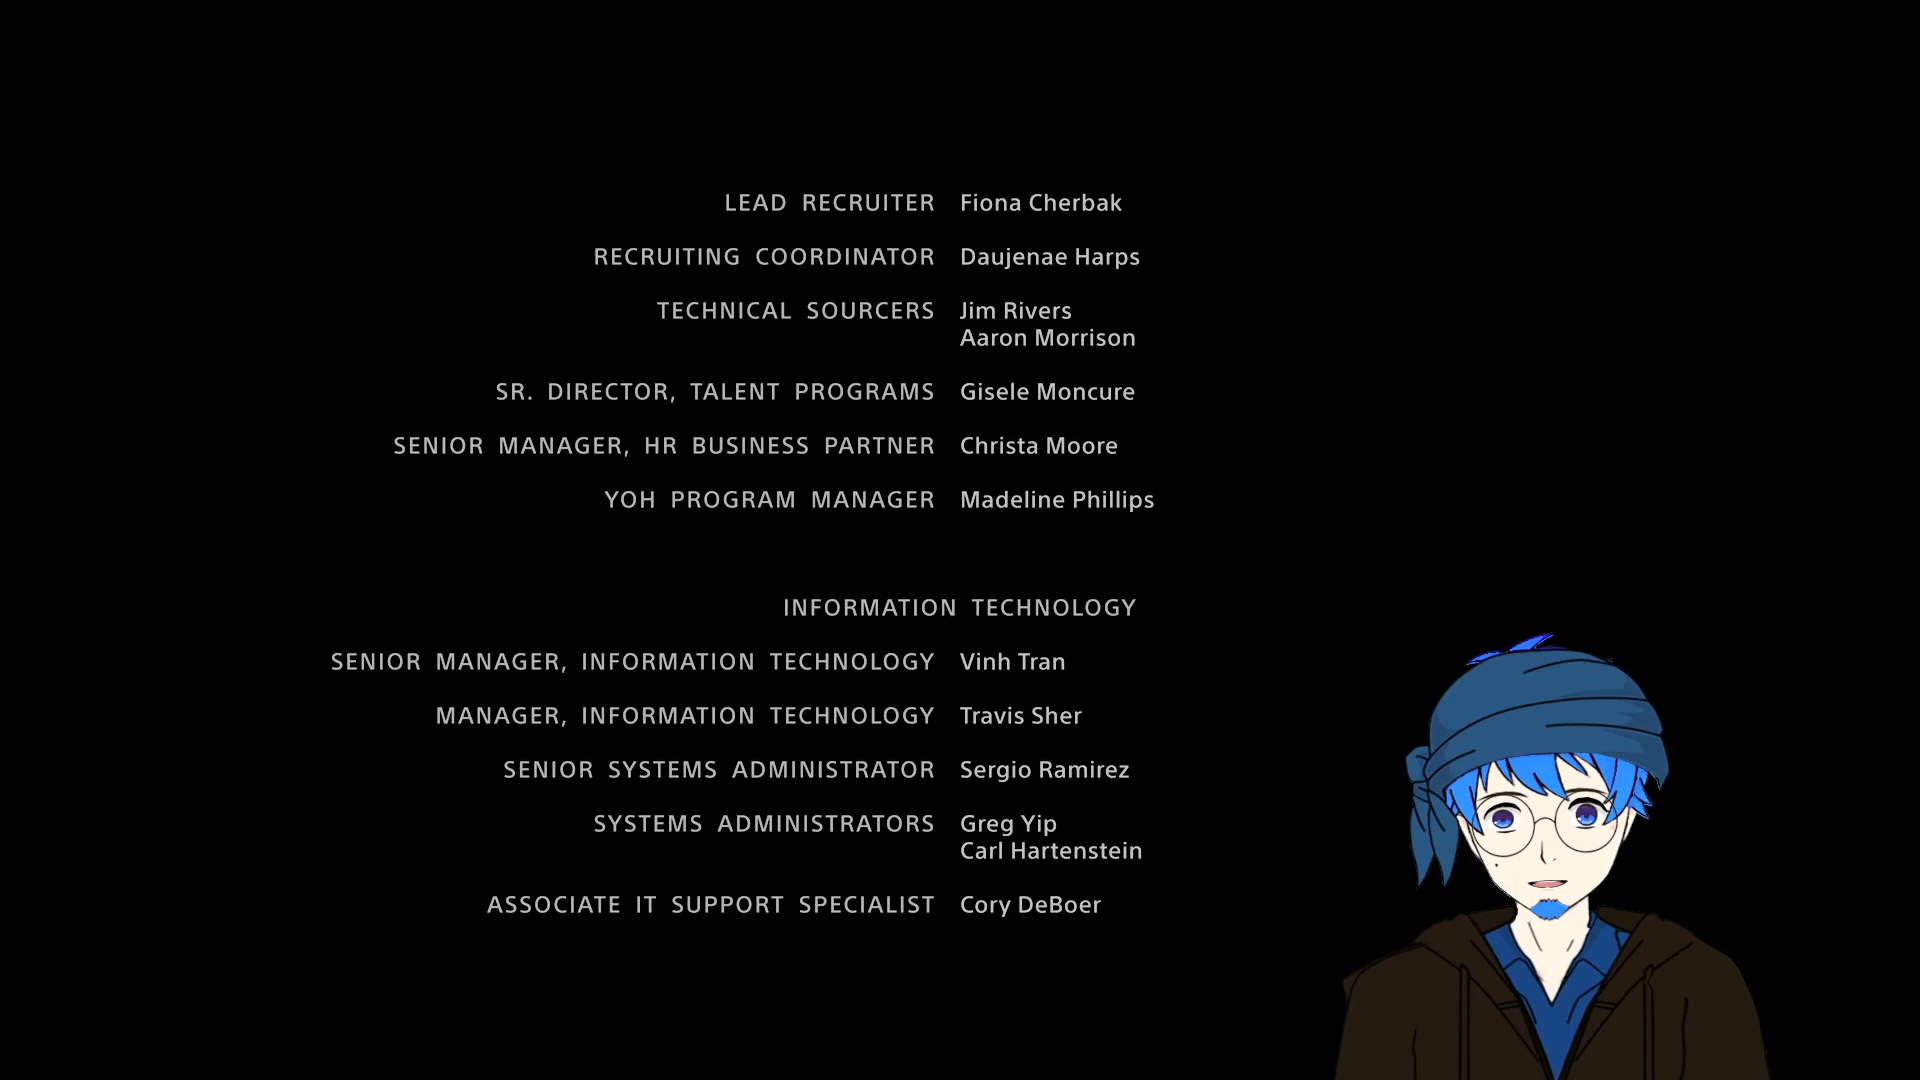 LEAD RECRUITER Fiona Cherbak
RECRUITING COORDINATOR Daujenae Harps
TECHNICAL SOURCERS Jim Rivers
Aaron Morrison
SR. DIRECTOR, TALENT PROGRAMS Gisele Moncure
SENIOR MANAGER, HR BUSINESS PARTNER Christa Moore
YOH PROGRAM MANAGER Madeline Phillips
INFORMATION TECHNOLOGY
SENIOR MANAGER, INFORMATION TECHNOLOGY Vinh Tran
MANAGER, INFORMATION TECHNOLOGY Travis Sher
SENIOR SYSTEMS ADMINISTRATOR Sergio Ramirez
SYSTEMS ADMINISTRATORS Greg Yip
Carl Hartenstein
ASSOCIATE IT SUPPORT SPECIALIST Cory DeBoer